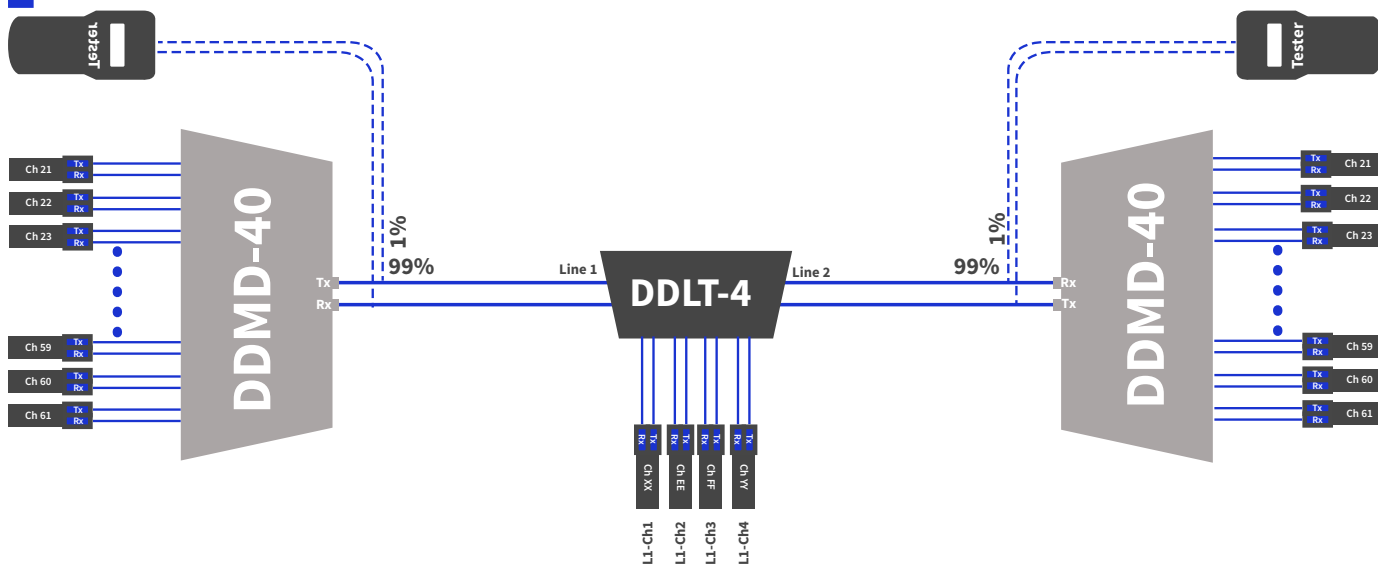 Tester
Tester
Ch 21
Tx
Rx
Ch 22
Tx
Rx
Ch 23
Tx
Rx
Ch 59
Tx
Rx
Ch 60
Tx
Rx
Ch 61
Tx
Rx
DDMD-40
Tx
Rx
1%
99%
Line 1
DDLT-4
Line 2
1%
99%
Rx
Tx
DDMD-40
Tx
Rx
Ch 21
Tx
Rx
Ch 22
Tx
Rx
Ch 23
Tx
Rx
Ch 59
Tx
Rx
Ch 60
Tx
Rx
Ch 61
Rx
Tx
Ch XX
L1-Ch1
Rx
Tx
Ch EE
L1-Ch2
Rx
Tx
Ch FF
L1-Ch3
Rx
Tx
Ch YY
L1-Ch4